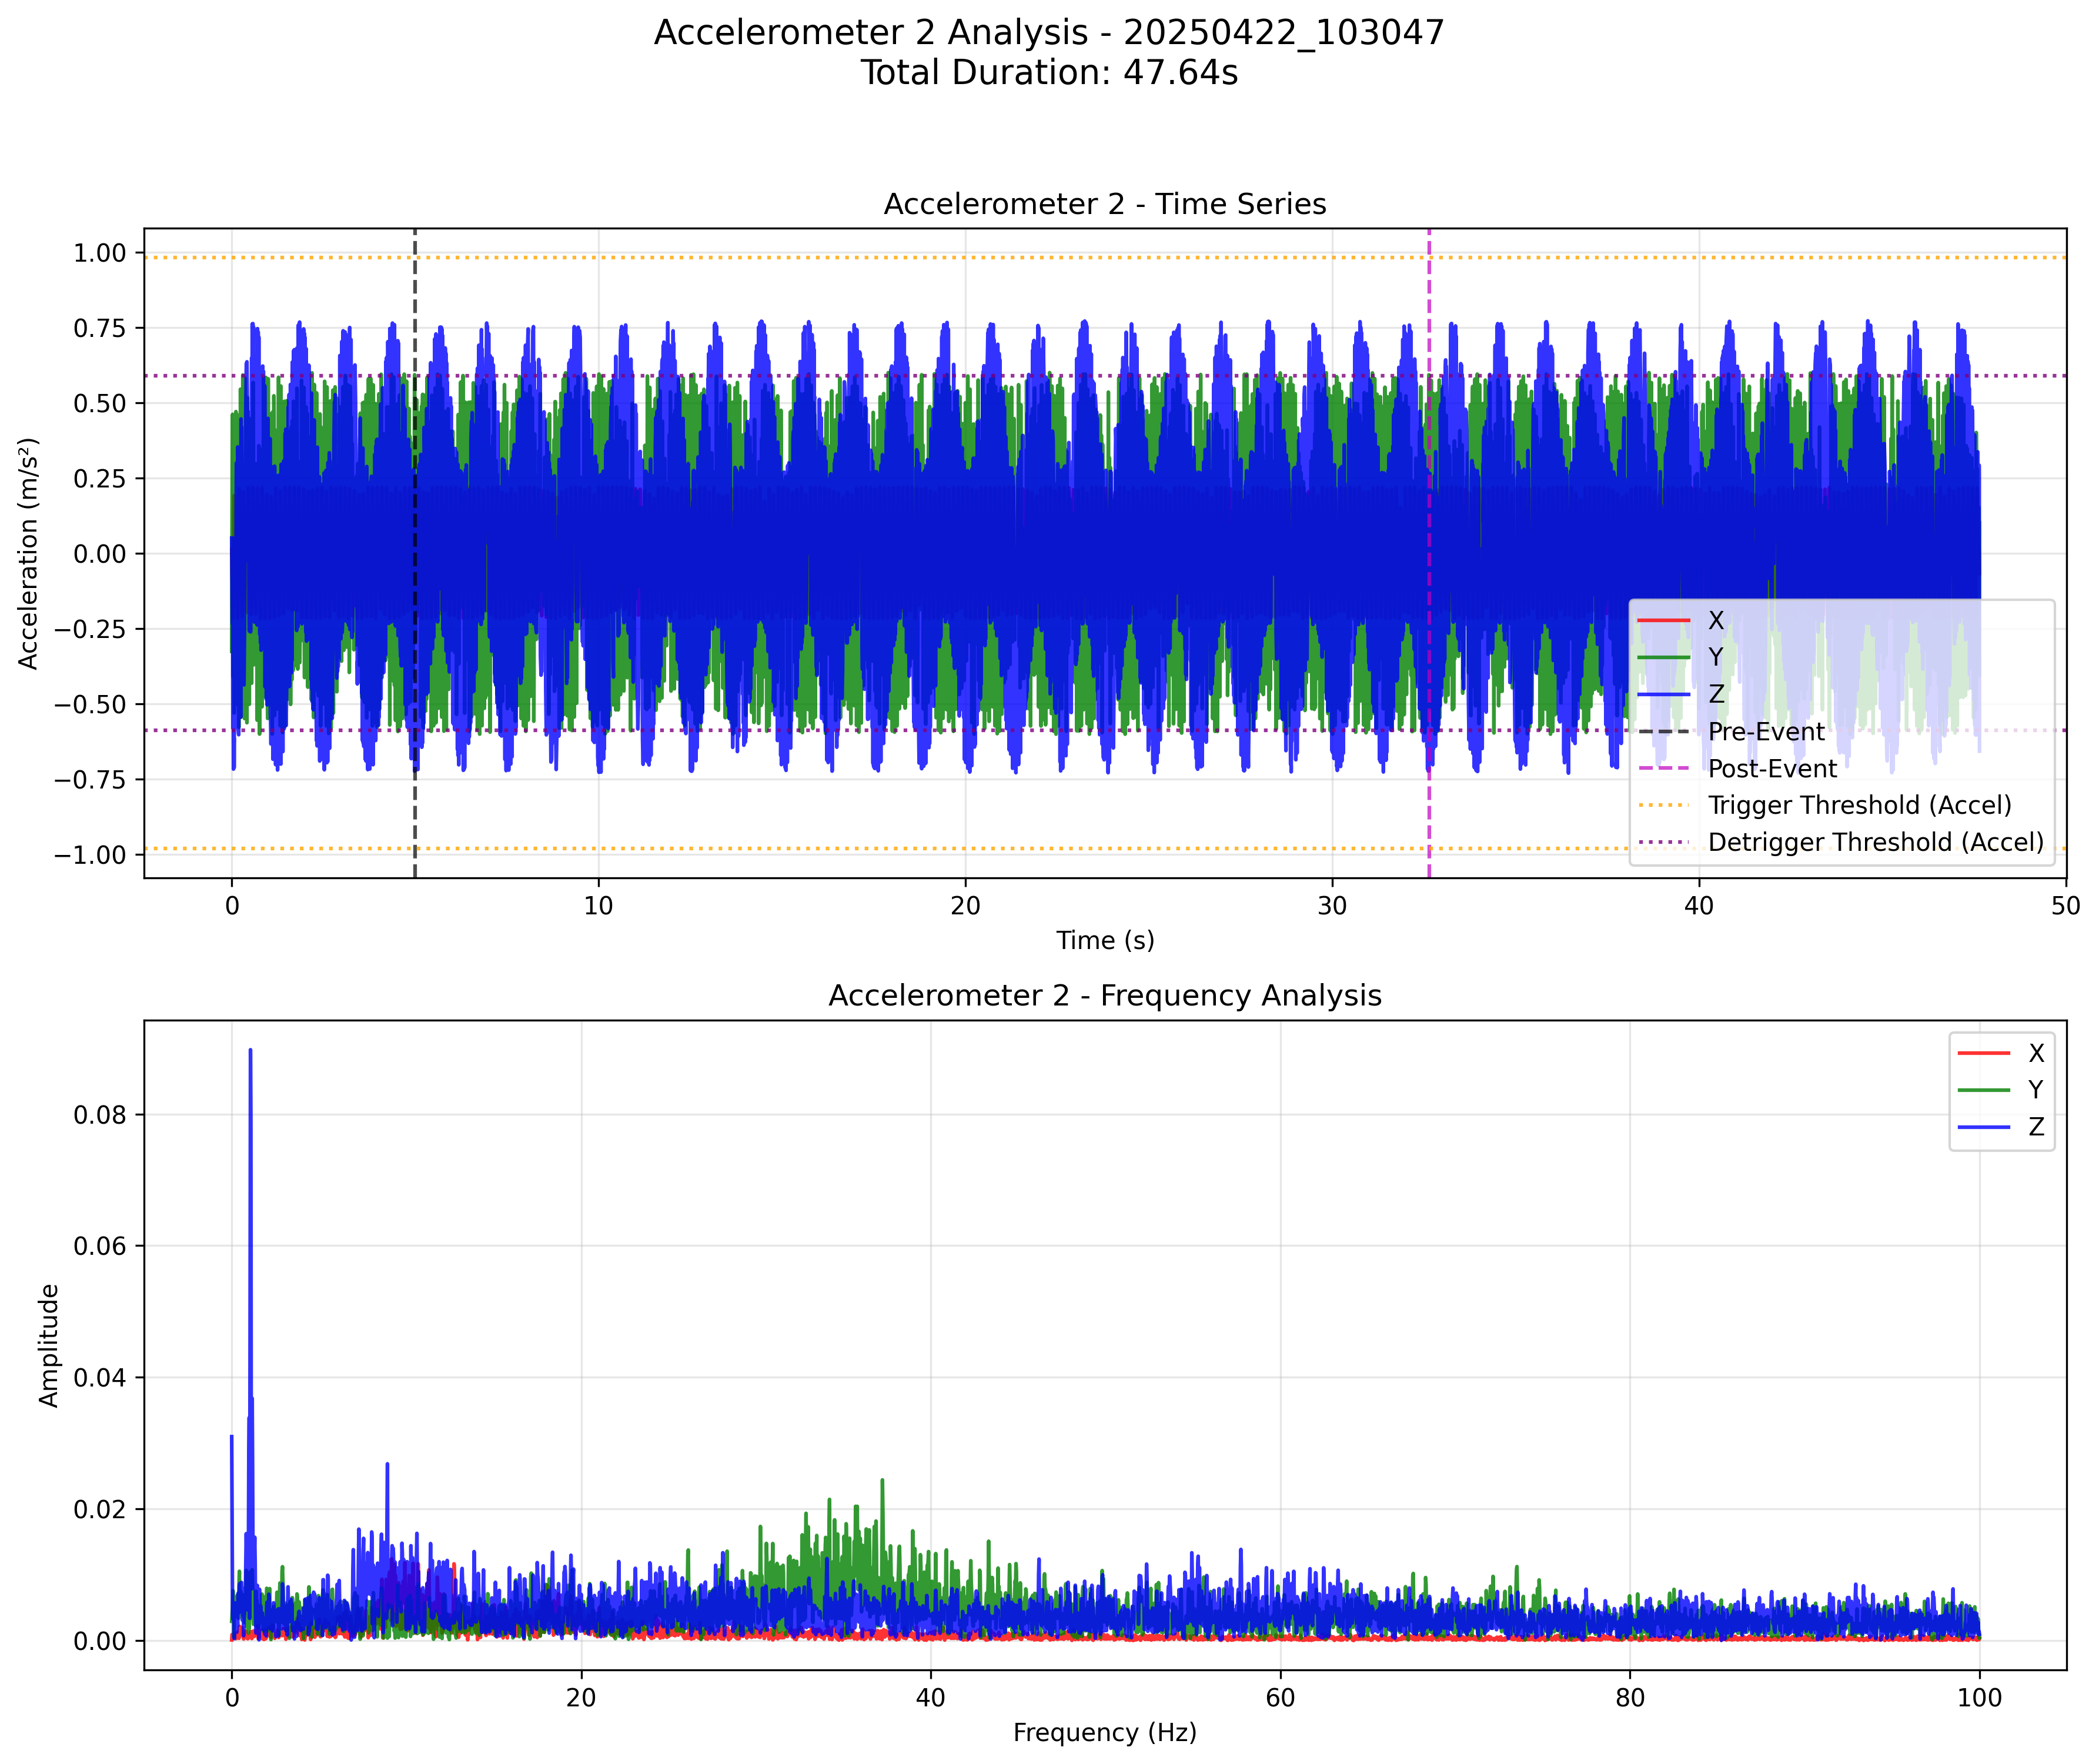 Accelerometer 2 Analysis - 20250422_103047
Total Duration: 47.64s
Accelerometer 2 - Time Series
Acceleration (m/s²)
1.00
0.75
0.50
0.25
0.00
−0.25
−0.50
−0.75
−1.00
X
Y
Z
Pre-Event
Post-Event
Trigger Threshold (Accel)
Detrigger Threshold (Accel)
0 10 20 30 40 50
Time (s)
Accelerometer 2 - Frequency Analysis
Amplitude
0.08
0.06
0.04
0.02
0.00
X
Y
Z
0 20 40 60 80 100
Frequency (Hz)